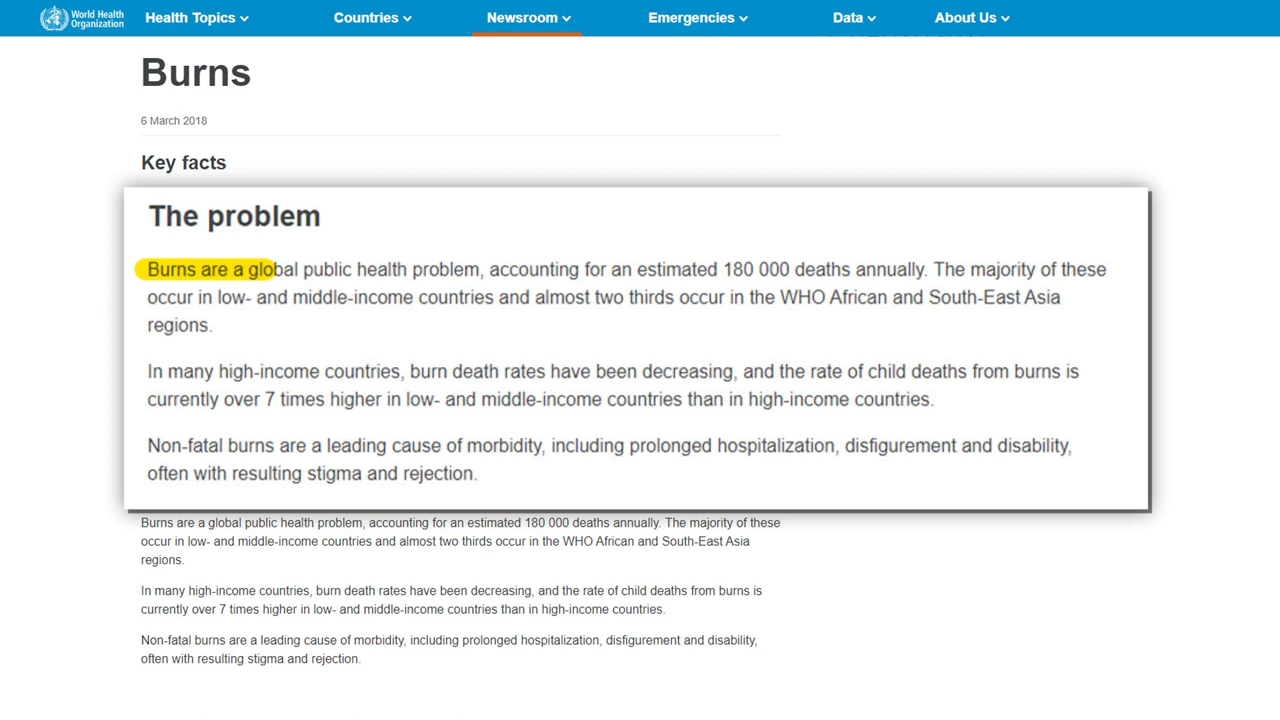 World Health
Organization
Health Topics
Countries
Newsroom
Emergencies
Data
About Us
Burns
6 March 2018
Key facts
The problem
Burns are a global public health problem, accounting for an estimated 180 000 deaths annually. The majority of these
occur in low- and middle-income countries and almost two thirds occur in the WHO African and South-East Asia
regions.
In many high-income countries, burn death rates have been decreasing, and the rate of child deaths from burns is
currently over 7 times higher in low- and middle-income countries than in high-income countries.
Non-fatal burns are a leading cause of morbidity, including prolonged hospitalization, disfigurement and disability,
often with resulting stigma and rejection.
Burns are a global public health problem, accounting for an estimated 180 000 deaths annually. The majority of these
occur in low- and middle-income countries and almost two thirds occur in the WHO African and South-East Asia
regions.
In many high-income countries, burn death rates have been decreasing, and the rate of child deaths from burns is
currently over 7 times higher in low- and middle-income countries than in high-income countries.
Non-fatal burns are a leading cause of morbidity, including prolonged hospitalization, disfigurement and disability,
often with resulting stigma and rejection.